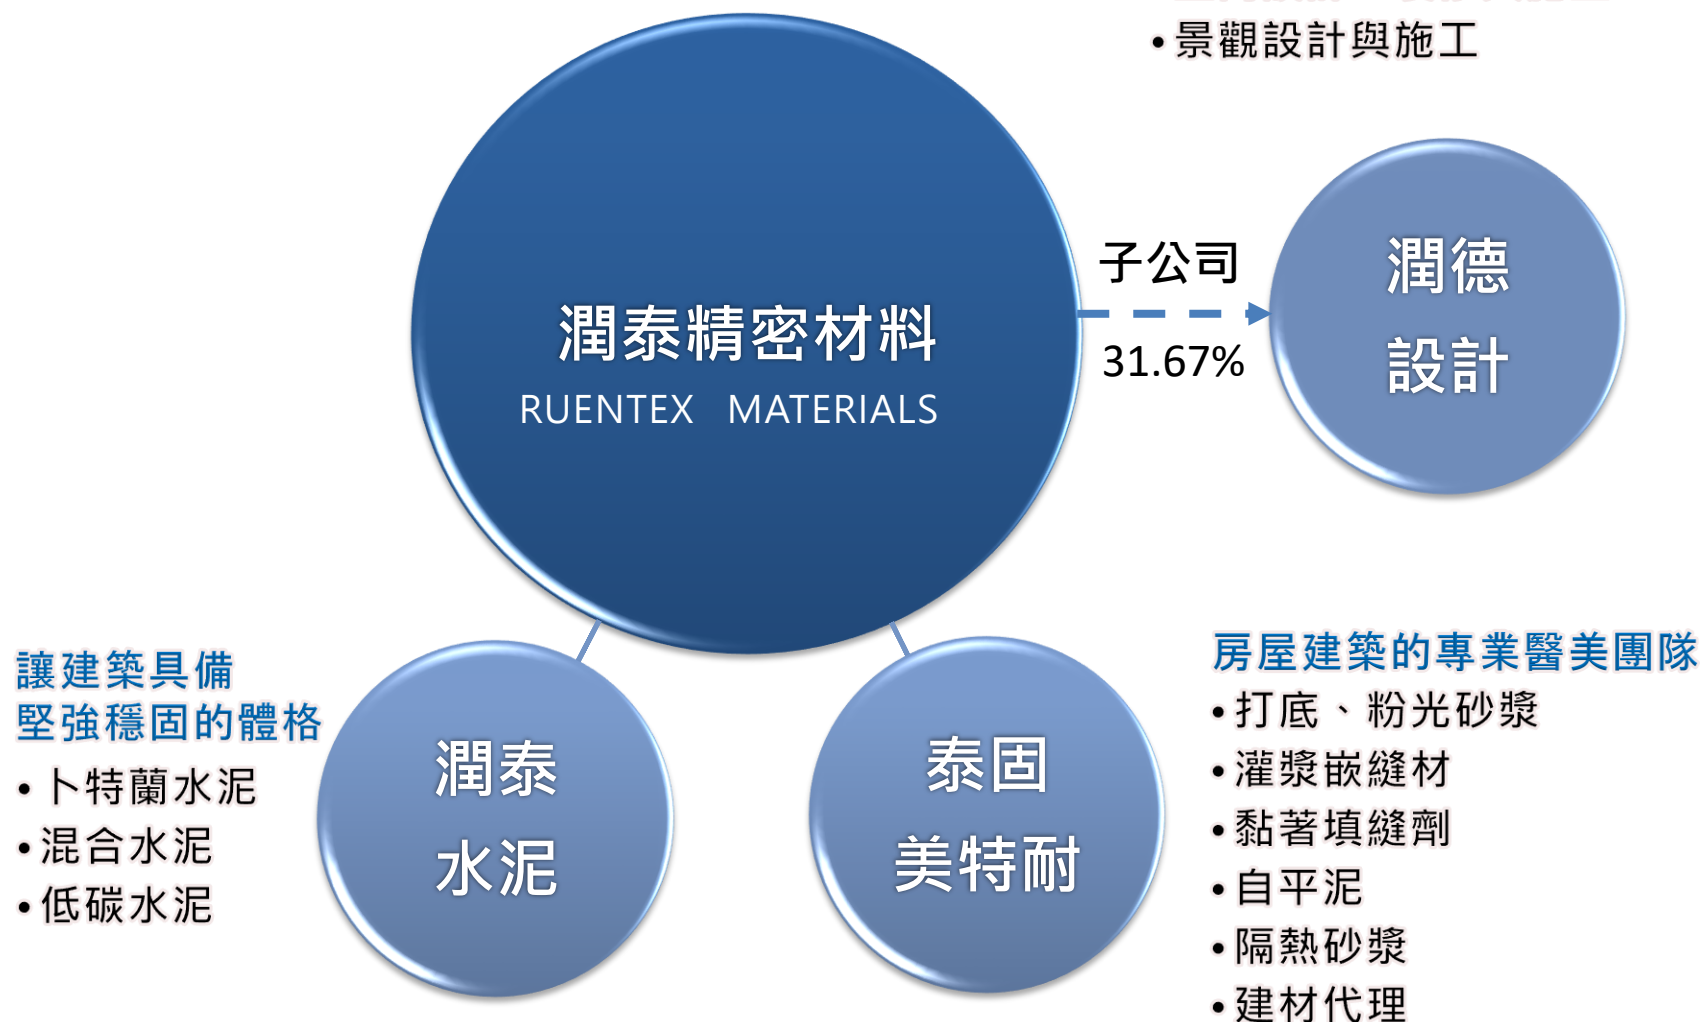 •景觀設計與施工
潤泰精密材料
RUENTEX MATERIALS
子公司
31.67%
潤德
設計
讓建築具備
堅強穩固的體格
•卜特蘭水泥
•混合水泥
•低碳水泥
潤泰
水泥
泰固
美特耐
房屋建築的專業醫美團隊
•打底、粉光砂漿
•灌漿嵌縫材
•黏著填縫劑
•自平泥
•隔熱砂漿
•建材代理